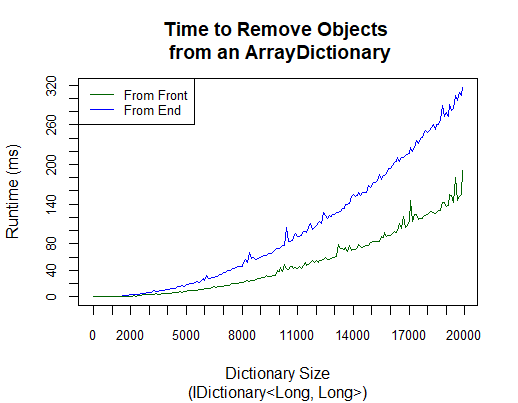 Time to Remove Objects
from an ArrayDictionary
From Front
From End
Runtime (ms)
320
260
200
140
80
40
0
0 2000 5000 8000 11000 14000 17000 20000
Dictionary Size
(IDictionary<Long, Long>)